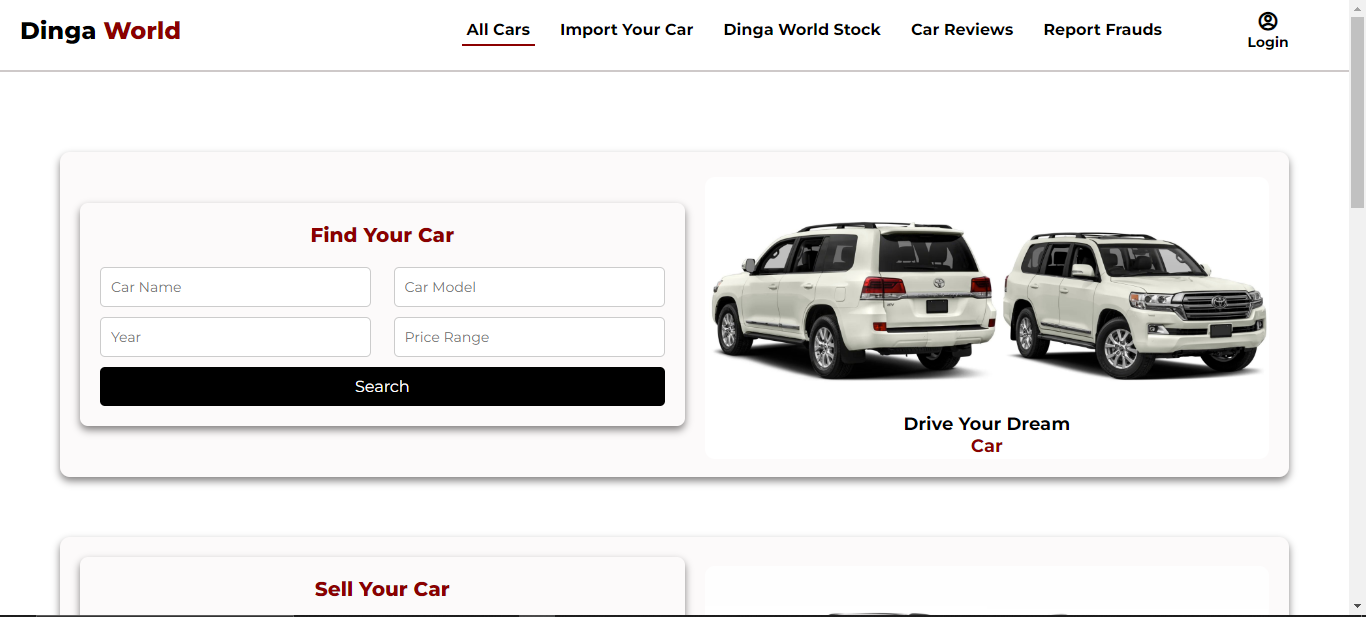 Dinga World
All Cars
Import Your Car
Dinga World Stock
Car Reviews
Report Frauds
Login
Find Your Car
Car Name
Car Model
Year
Price Range
Search
Drive Your Dream
Car
Sell Your Car